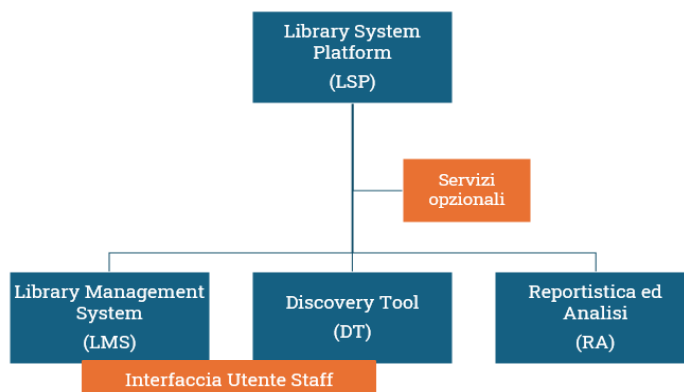 Library System
Platform
(LSP)
Servizi
opzionali
Library Management
System
(LMS)
Discovery Tool
(DT)
Reportistica ed
Analisi
(RA)
Interfaccia Utente Staff